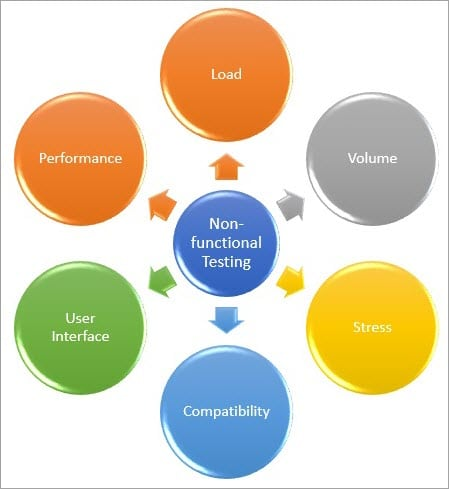 Load
Performance
Volume
Non-
functional
Testing
User
Interface
Stress
Compatibility